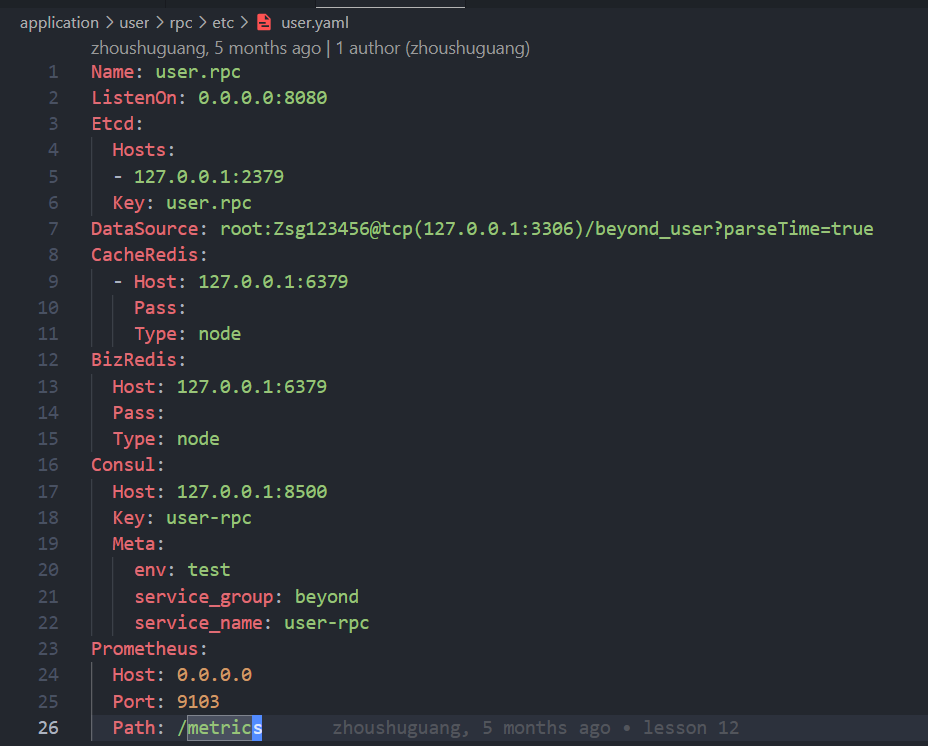 application > user > rpc > etc > user.yaml
zhoushuguang, 5 months ago | 1 author (zhoushuguang)
1 Name: user.rpc
2 ListenOn: 0.0.0.0:8080
3 Etcd:
4 Hosts:
5 - 127.0.0.1:2379
6 Key: user.rpc
7 DataSource: root:Zsg123456@tcp(127.0.0.1:3306)/beyond_user?parseTime=true
8 CacheRedis:
9 - Host: 127.0.0.1:6379
10 Pass:
11 Type: node
12 BizRedis:
13 Host: 127.0.0.1:6379
14 Pass:
15 Type: node
16 Consul:
17 Host: 127.0.0.1:8500
18 Key: user-rpc
19 Meta:
20 env: test
21 service_group: beyond
22 service_name: user-rpc
23 Prometheus:
24 Host: 0.0.0.0
25 Port: 9103
26 Path: /metrics zhoushuguang, 5 months ago • lesson 12